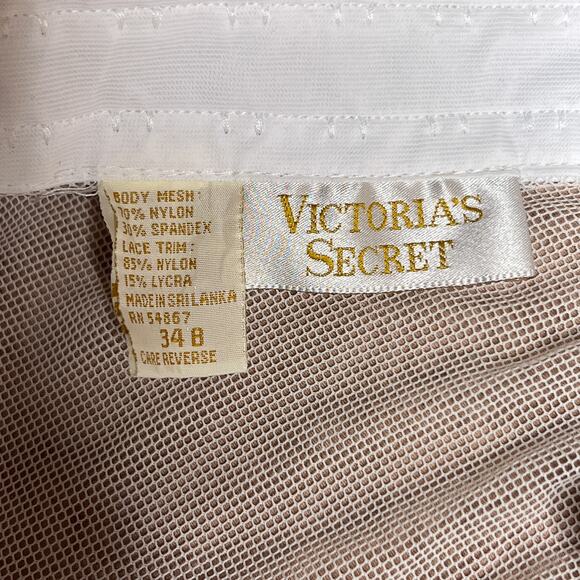 BODY MESH:
70% NYLON
30% SPANDEX
LACE TRIM:
85% NYLON
15% LYCRA
MADE IN SRI LANKA
RN 54867
34 B
CARE REVERSE
VICTORIA'S
SECRET